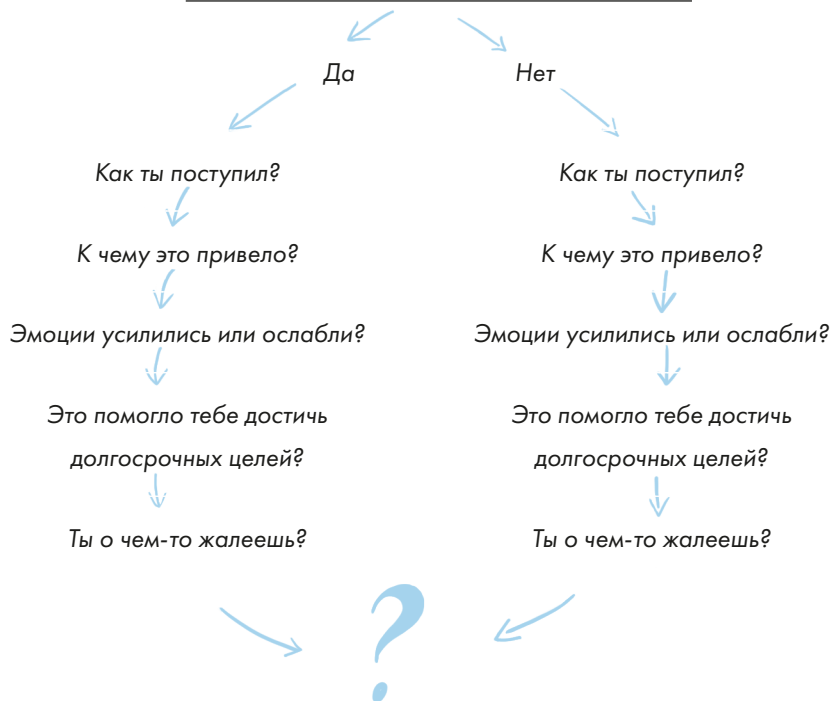 Да
Нет
Как ты поступил?
Как ты поступил?
К чему это привело?
К чему это привело?
Эмоции усилились или ослабли?
Эмоции усилились или ослабли?
Это помогло тебе достичь
долгосрочных целей?
Это помогло тебе достичь
долгосрочных целей?
Ты о чем-то жалеешь?
Ты о чем-то жалеешь?
?